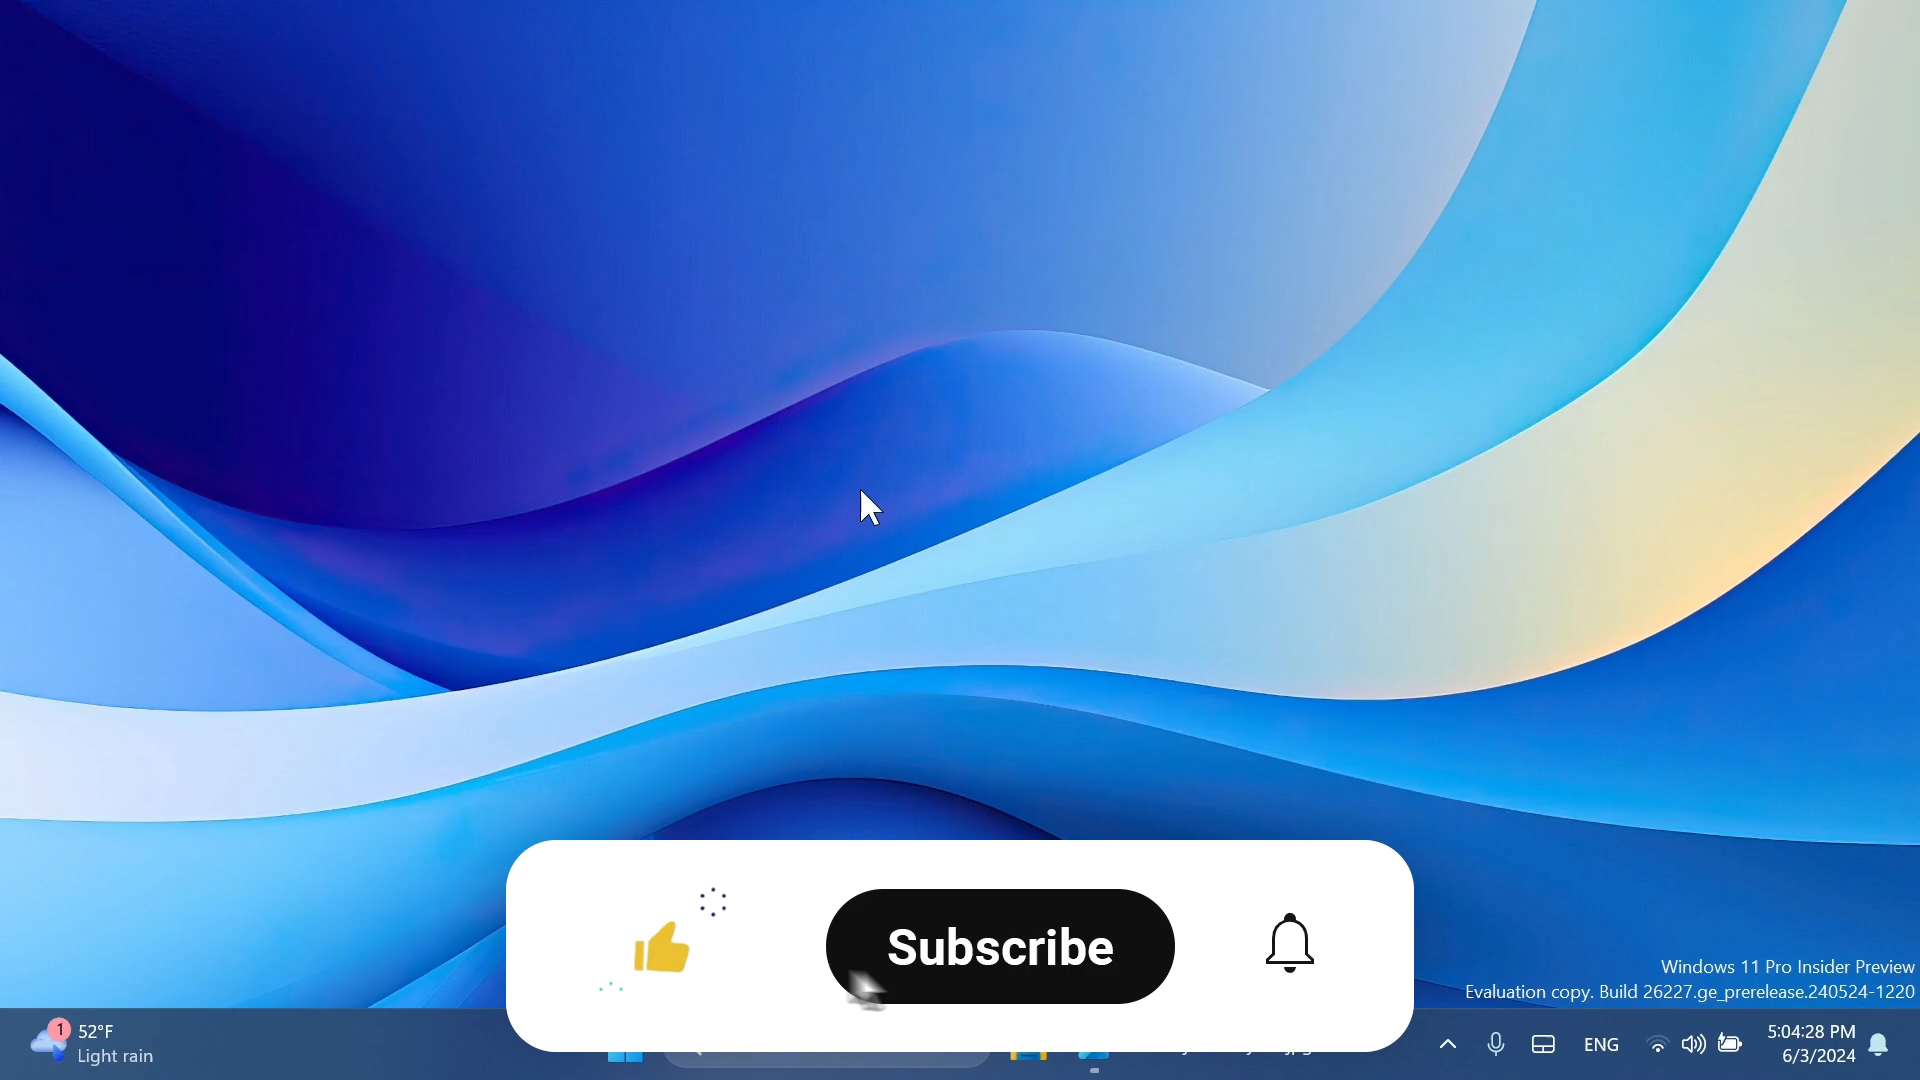 Subscribe
Windows 11 Pro Insider Preview
Evaluation copy. Build 26227.ge_prerelease.240524-1220
1
52°F
Light rain
ENG
5:04:28 PM
6/3/2024